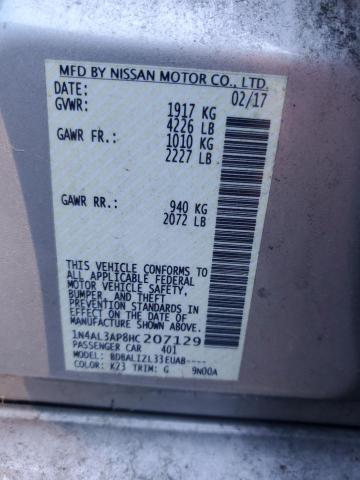 MFD BY NISSAN MOTOR CO., LTD.
DATE: 02/17
GVWR: 1917 KG
4226 LB
GAWR FR.: 1010 KG
2227 LB
GAWR RR.: 940 KG
2072 LB
THIS VEHICLE CONFORMS TO
ALL APPLICABLE FEDERAL
MOTOR VEHICLE SAFETY,
BUMPER, AND THEFT
PREVENTION STANDARDS IN
EFFECT ON THE DATE OF
MANUFACTURE SHOWN ABOVE.
1N4AL3AP8HC207129
PASSENGER CAR 401
MODEL: BDBALIZL33EUAB----
COLOR: K23 TRIM: G 9N00A